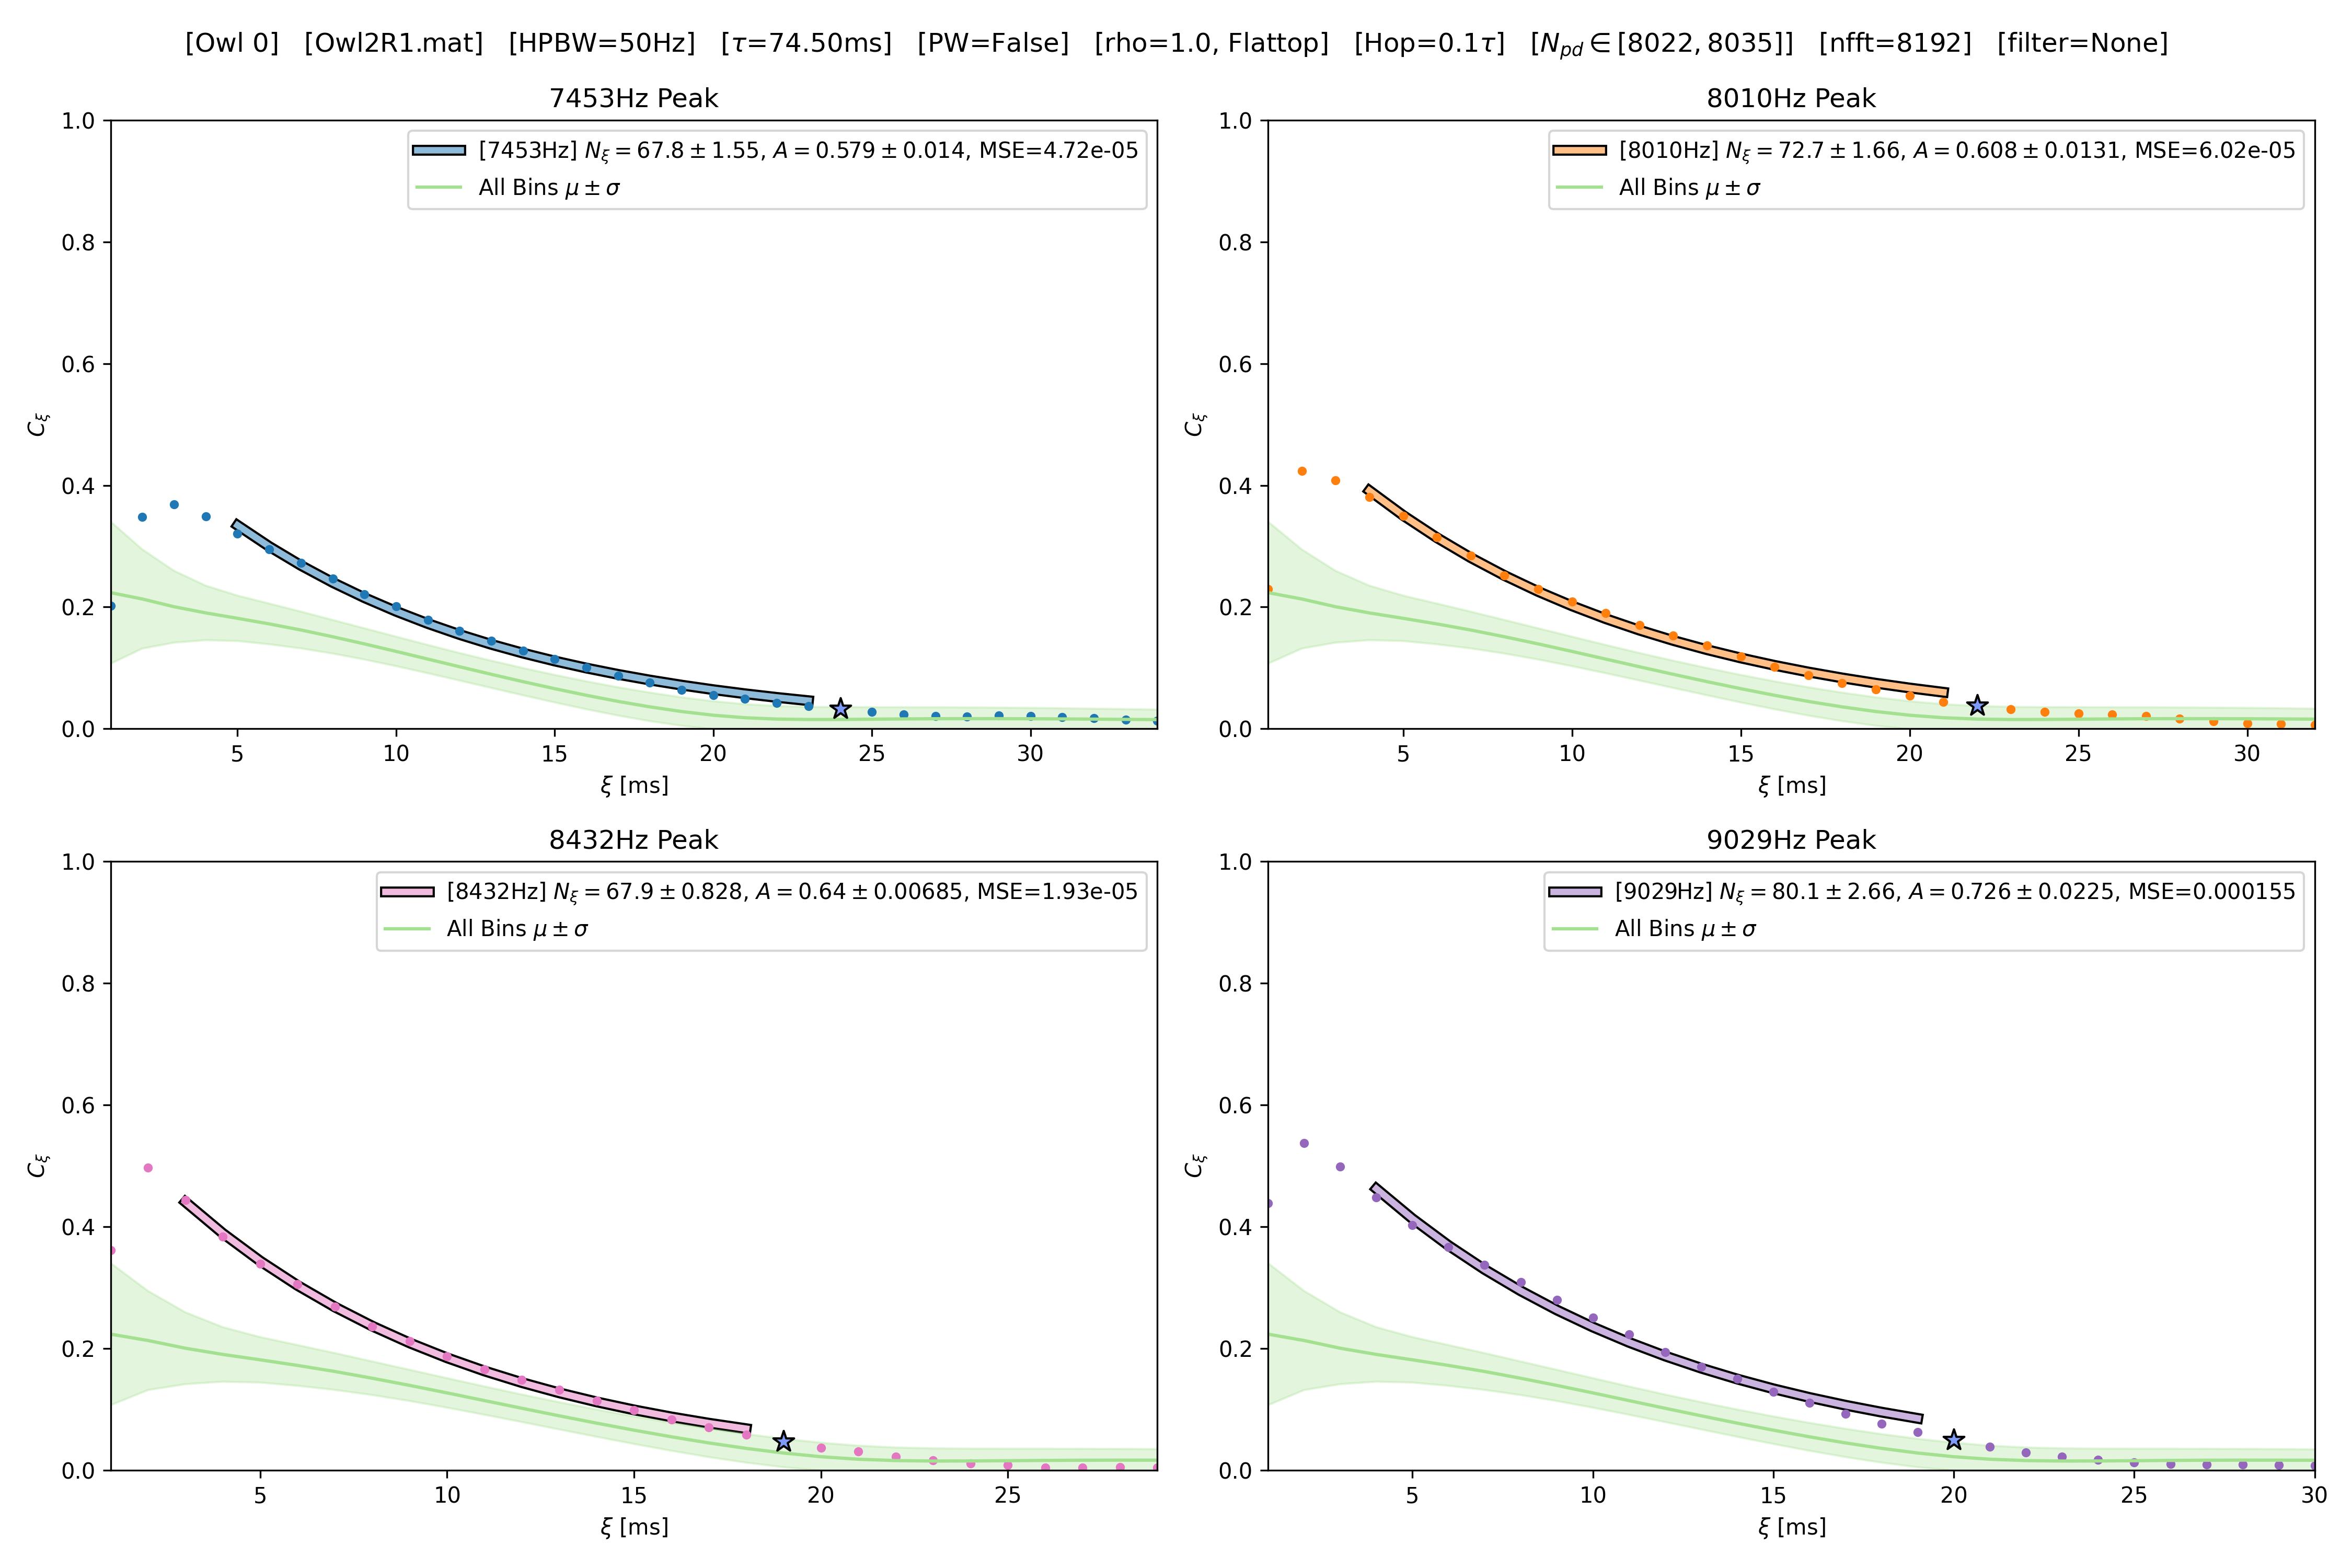 [Owl 0] [Owl2R1.mat] [HPBW=50Hz] [τ=74.50ms] [PW=False] [rho=1.0, Flattop] [Hop=0.1τ] [N_pd ∈ [8022, 8035]] [nfft=8192] [filter=None]
7453Hz Peak
[7453Hz] N_ξ = 67.8 ± 1.55, A = 0.579 ± 0.014, MSE=4.72e-05
All Bins μ ± σ
1.0
0.8
0.6
0.4
0.2
0.0
C_ξ
5 10 15 20 25 30
ξ [ms]
8010Hz Peak
[8010Hz] N_ξ = 72.7 ± 1.66, A = 0.608 ± 0.0131, MSE=6.02e-05
All Bins μ ± σ
1.0
0.8
0.6
0.4
0.2
0.0
C_ξ
5 10 15 20 25 30
ξ [ms]
8432Hz Peak
[8432Hz] N_ξ = 67.9 ± 0.828, A = 0.64 ± 0.00685, MSE=1.93e-05
All Bins μ ± σ
1.0
0.8
0.6
0.4
0.2
0.0
C_ξ
5 10 15 20 25
ξ [ms]
9029Hz Peak
[9029Hz] N_ξ = 80.1 ± 2.66, A = 0.726 ± 0.0225, MSE=0.000155
All Bins μ ± σ
1.0
0.8
0.6
0.4
0.2
0.0
C_ξ
5 10 15 20 25 30
ξ [ms]